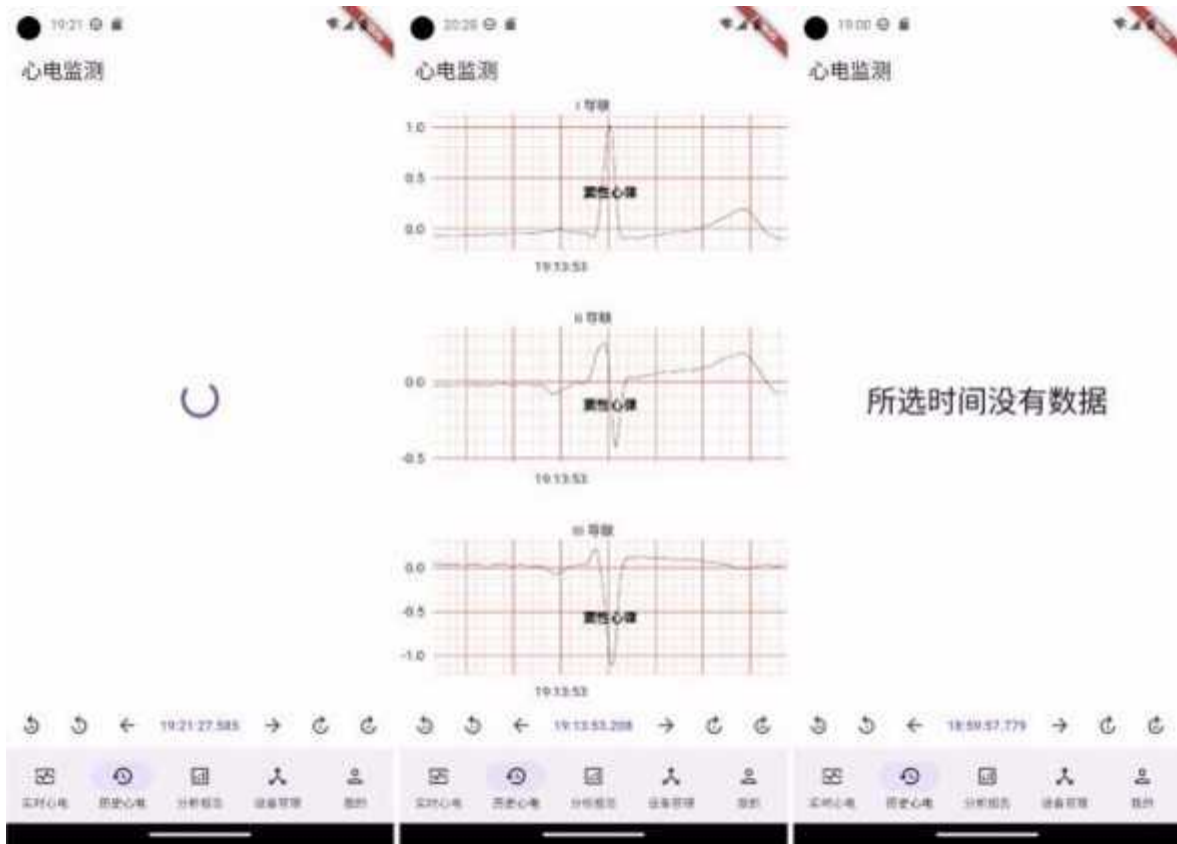 19:21
心电监测
19:21:27.585
实时心电 历史心电 分析报告 设备管理 我的
20:28
心电监测
I 导联
1.0
0.5
0.0
窦性心律
19:13:53
II 导联
0.0
-0.5
窦性心律
19:13:53
III 导联
0.0
-0.5
-1.0
窦性心律
19:13:53
19:13:53.208
实时心电 历史心电 分析报告 设备管理 我的
19:00
心电监测
所选时间没有数据
18:59:57.779
实时心电 历史心电 分析报告 设备管理 我的